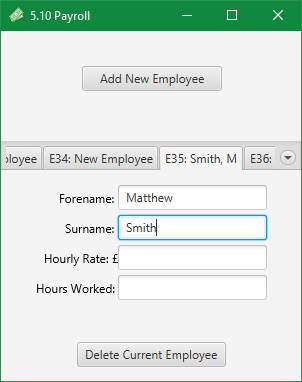 5.10 Payroll
Add New Employee
ployee E34: New Employee E35: Smith, M E36:
Forename: Matthew
Surname: Smith
Hourly Rate: £
Hours Worked:
Delete Current Employee